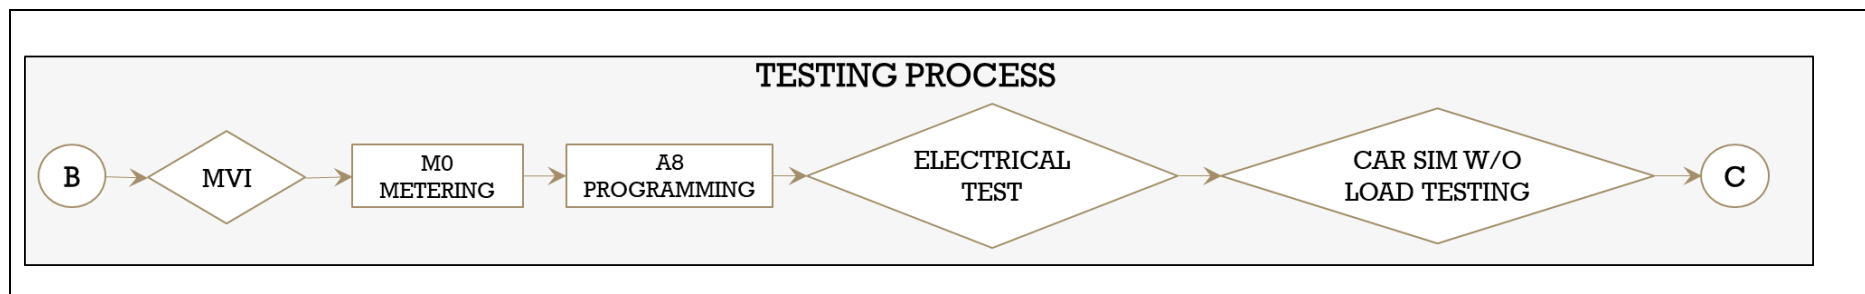 TESTING PROCESS
B
MVI
M0
METERING
A8
PROGRAMMING
ELECTRICAL
TEST
CAR SIM W/O
LOAD TESTING
C